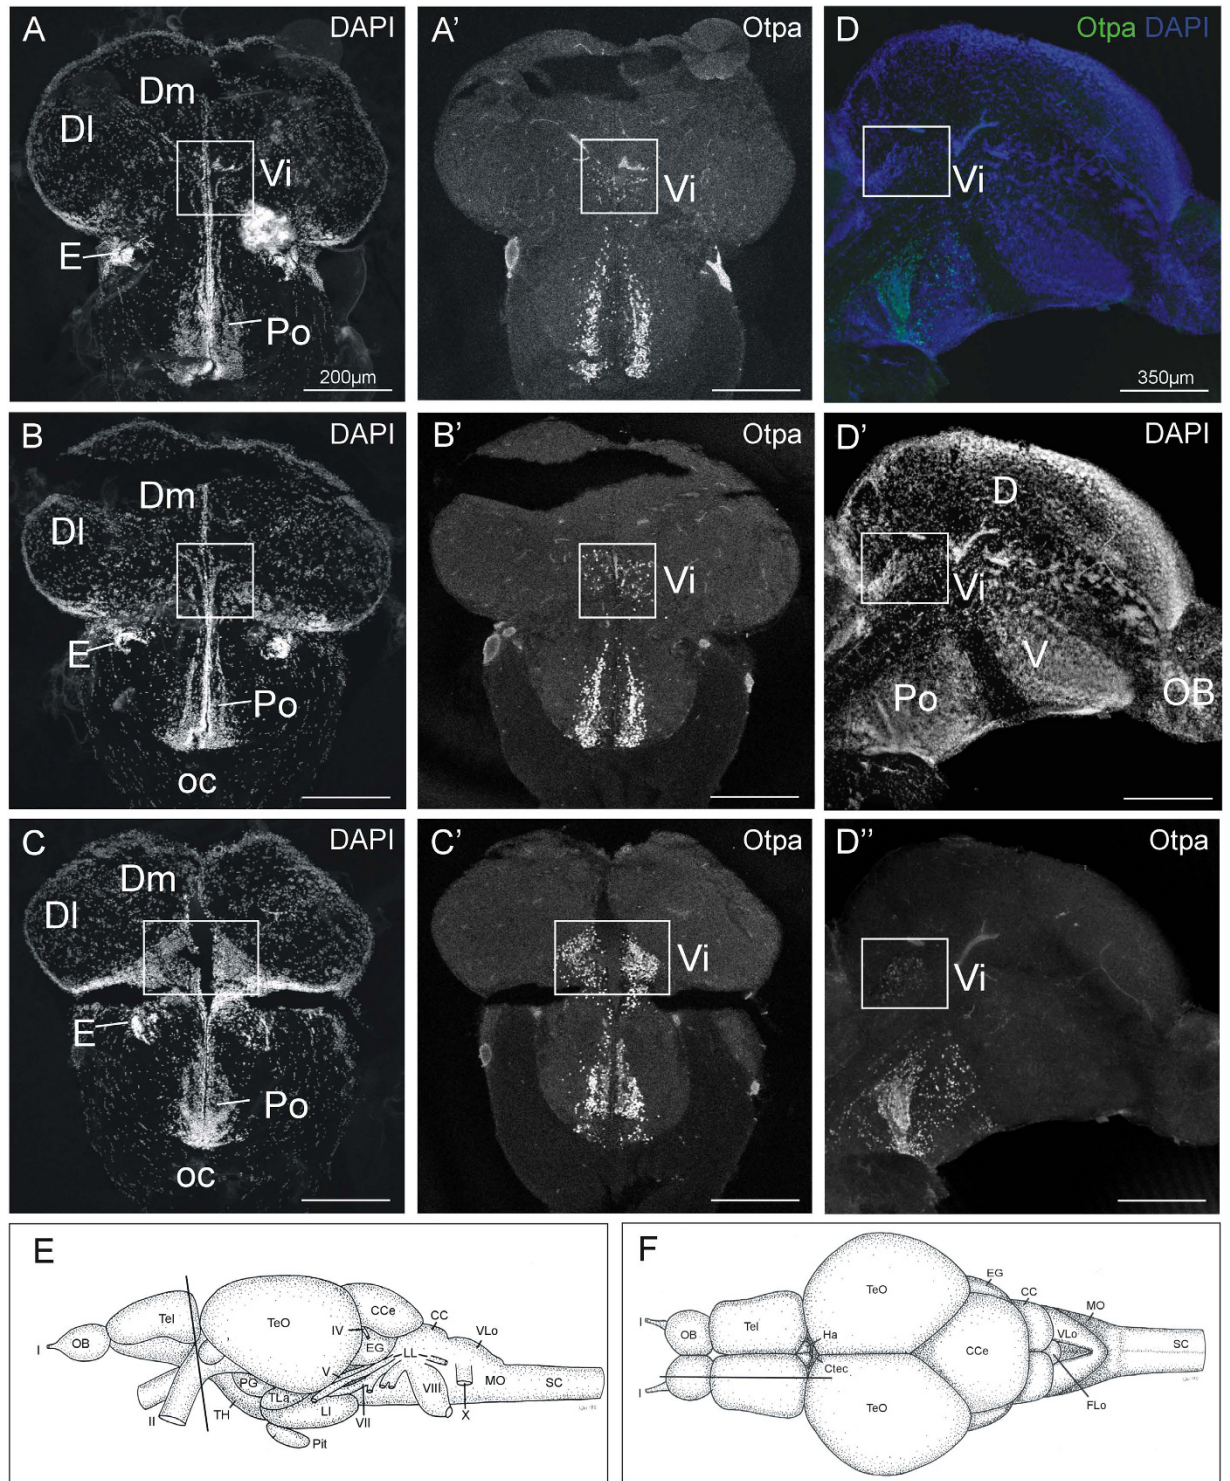 A DAPI
Dm
Dl
Vi
E
Po
200µm
A' Otpa
Vi
D Otpa DAPI
Vi
350µm
B DAPI
Dm
Dl
E
Po
oc
B' Otpa
Vi
D' DAPI
D
Vi
V
Po
OB
C DAPI
Dm
Dl
E
Po
oc
C' Otpa
Vi
D'' Otpa
Vi
E
Tel
TeO
CCe
CC
I
OB
IV
EG
VLo
LL
V
MO
SC
PG
TLa
VIII
II
TH
LI
VII
X
Pit
F
TeO
EG
CC
MO
I
OB
Tel
Ha
VLo
CCe
SC
Ctec
I
TeO
FLo